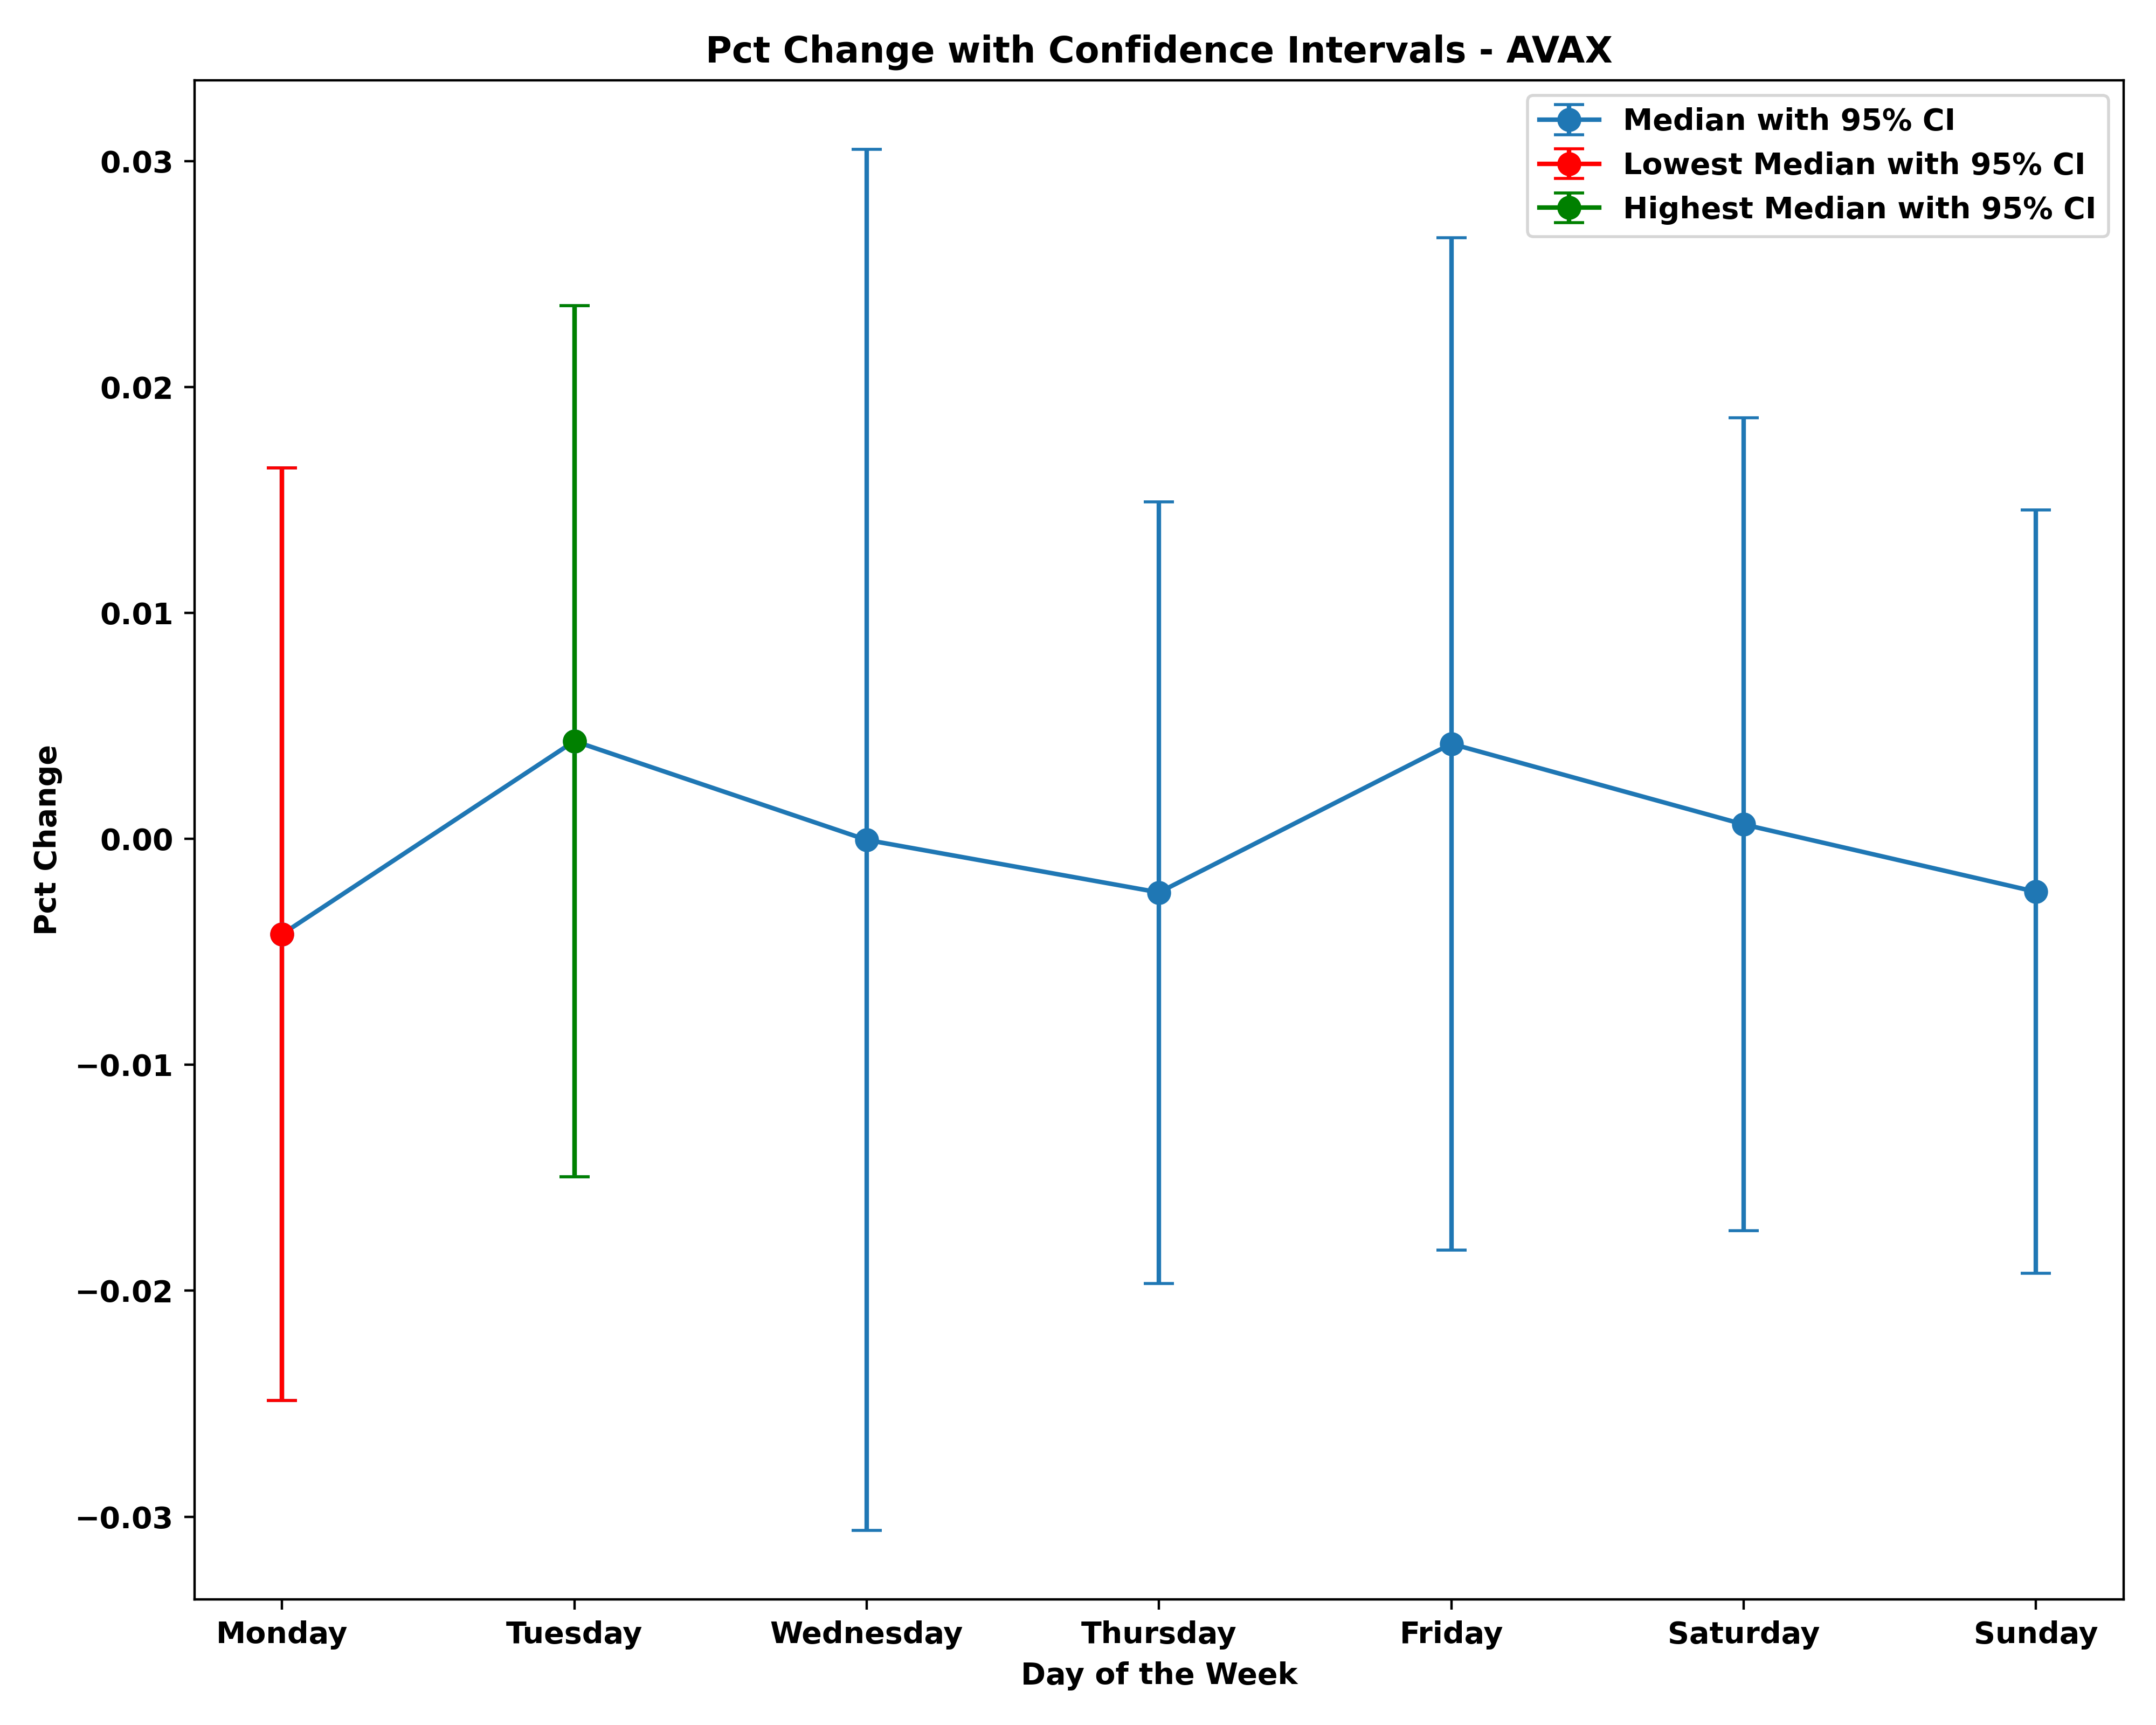 Pct Change with Confidence Intervals - AVAX
Median with 95% CI
Lowest Median with 95% CI
Highest Median with 95% CI
0.03
0.02
0.01
0.00
−0.01
−0.02
−0.03
Pct Change
Monday
Tuesday
Wednesday
Thursday
Friday
Saturday
Sunday
Day of the Week